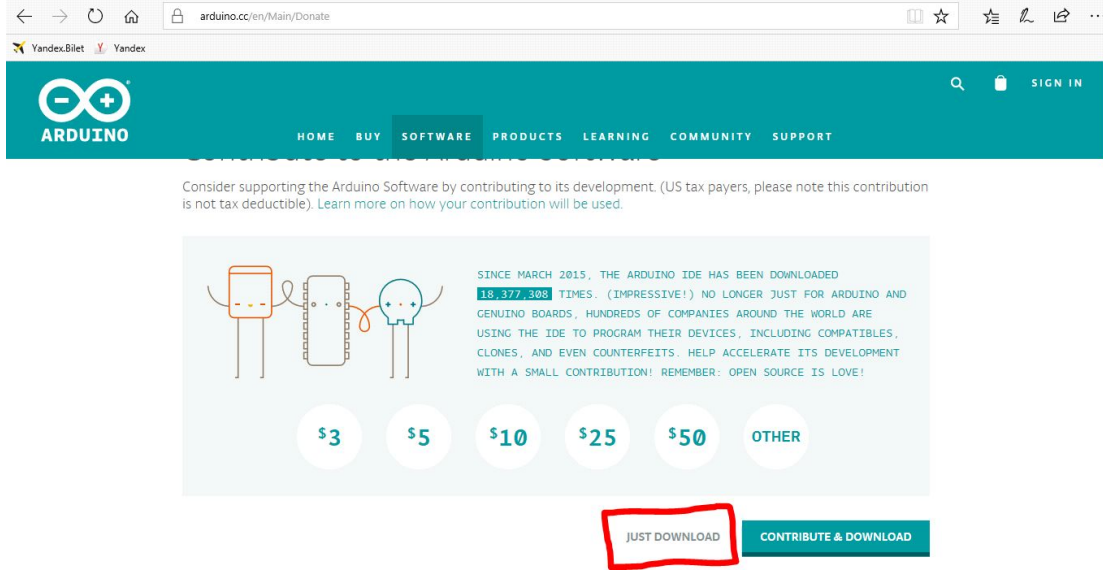 arduino.cc/en/Main/Donate
Yandex.Bilet Yandex
SIGN IN
ARDUINO
HOME BUY SOFTWARE PRODUCTS LEARNING COMMUNITY SUPPORT
Contribute to the Arduino Software
Consider supporting the Arduino Software by contributing to its development. (US tax payers, please note this contribution
is not tax deductible). Learn more on how your contribution will be used.
SINCE MARCH 2015, THE ARDUINO IDE HAS BEEN DOWNLOADED
18,377,308 TIMES. (IMPRESSIVE!) NO LONGER JUST FOR ARDUINO AND
GENUINO BOARDS, HUNDREDS OF COMPANIES AROUND THE WORLD ARE
USING THE IDE TO PROGRAM THEIR DEVICES, INCLUDING COMPATIBLES,
CLONES, AND EVEN COUNTERFEITS. HELP ACCELERATE ITS DEVELOPMENT
WITH A SMALL CONTRIBUTION! REMEMBER: OPEN SOURCE IS LOVE!
$3 $5 $10 $25 $50 OTHER
JUST DOWNLOAD CONTRIBUTE & DOWNLOAD